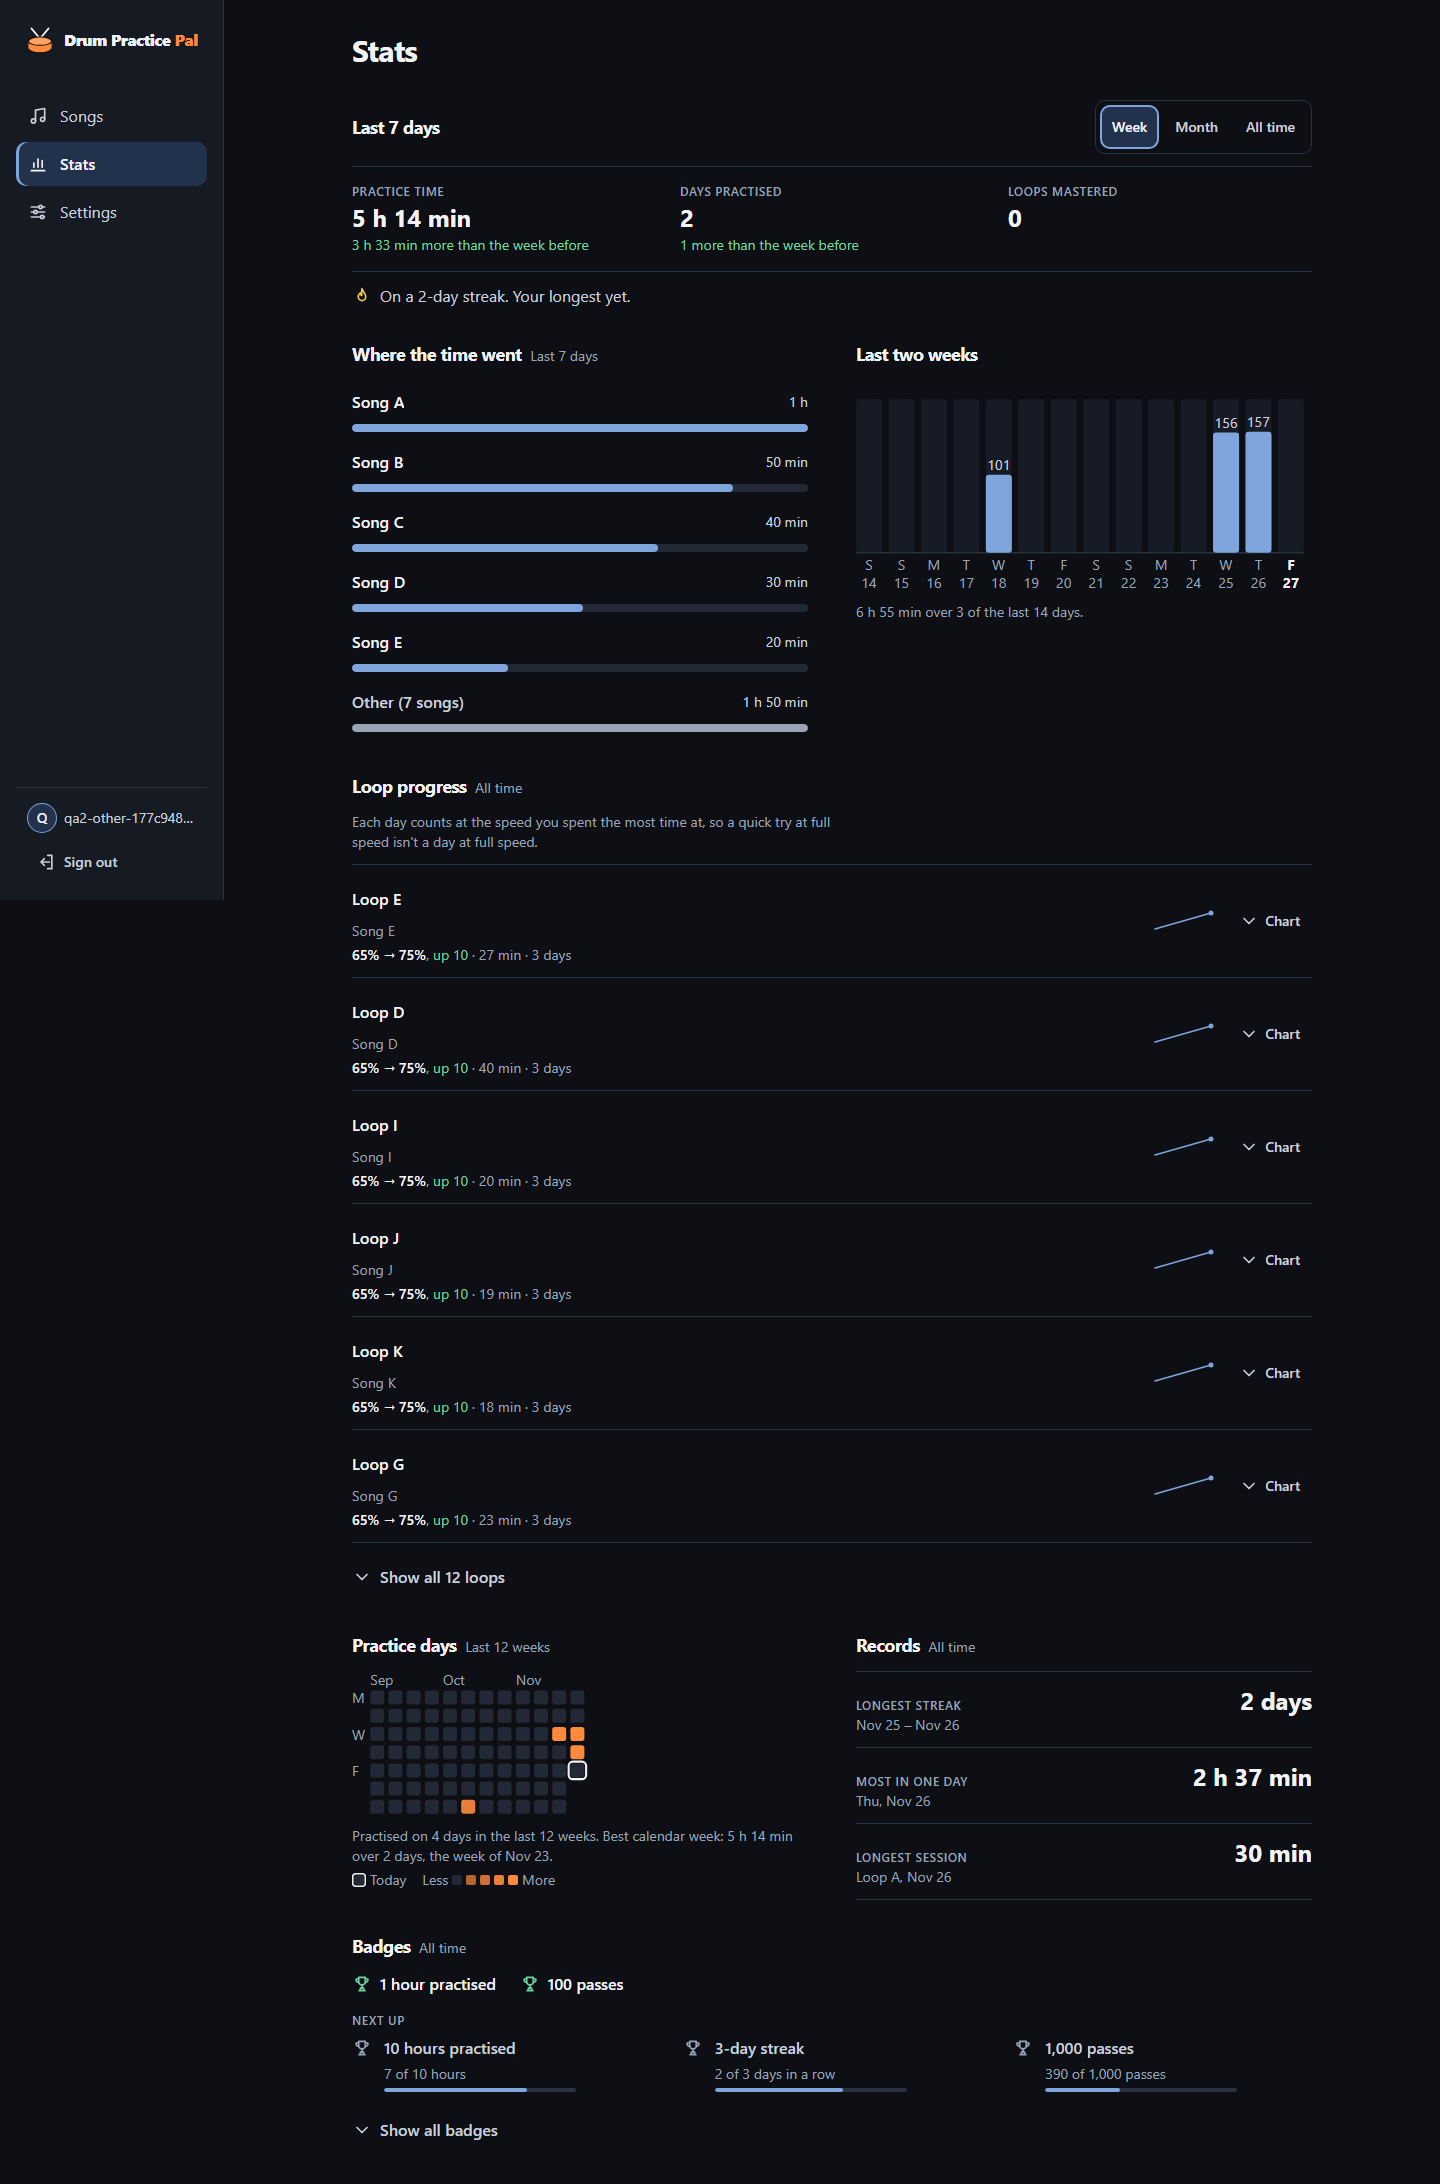 Drum Practice Pal
Songs
Stats
Settings
Q qa2-other-177c948...
Sign out
Stats
Last 7 days
Week Month All time
PRACTICE TIME
5 h 14 min
3 h 33 min more than the week before
DAYS PRACTISED
2
1 more than the week before
LOOPS MASTERED
0
On a 2-day streak. Your longest yet.
Where the time went Last 7 days
Song A 1 h
Song B 50 min
Song C 40 min
Song D 30 min
Song E 20 min
Other (7 songs) 1 h 50 min
Last two weeks
101 156 157
S S M T W T F S S M T W T F
14 15 16 17 18 19 20 21 22 23 24 25 26 27
6 h 55 min over 3 of the last 14 days.
Loop progress All time
Each day counts at the speed you spent the most time at, so a quick try at full
speed isn't a day at full speed.
Loop E
Song E
65% → 75%, up 10 · 27 min · 3 days
Chart
Loop D
Song D
65% → 75%, up 10 · 40 min · 3 days
Chart
Loop I
Song I
65% → 75%, up 10 · 20 min · 3 days
Chart
Loop J
Song J
65% → 75%, up 10 · 19 min · 3 days
Chart
Loop K
Song K
65% → 75%, up 10 · 18 min · 3 days
Chart
Loop G
Song G
65% → 75%, up 10 · 23 min · 3 days
Chart
Show all 12 loops
Practice days Last 12 weeks
Sep Oct Nov
M
W
F
Practised on 4 days in the last 12 weeks. Best calendar week: 5 h 14 min
over 2 days, the week of Nov 23.
Today Less More
Records All time
LONGEST STREAK
2 days
Nov 25 – Nov 26
MOST IN ONE DAY
2 h 37 min
Thu, Nov 26
LONGEST SESSION
30 min
Loop A, Nov 26
Badges All time
1 hour practised 100 passes
NEXT UP
10 hours practised
7 of 10 hours
3-day streak
2 of 3 days in a row
1,000 passes
390 of 1,000 passes
Show all badges